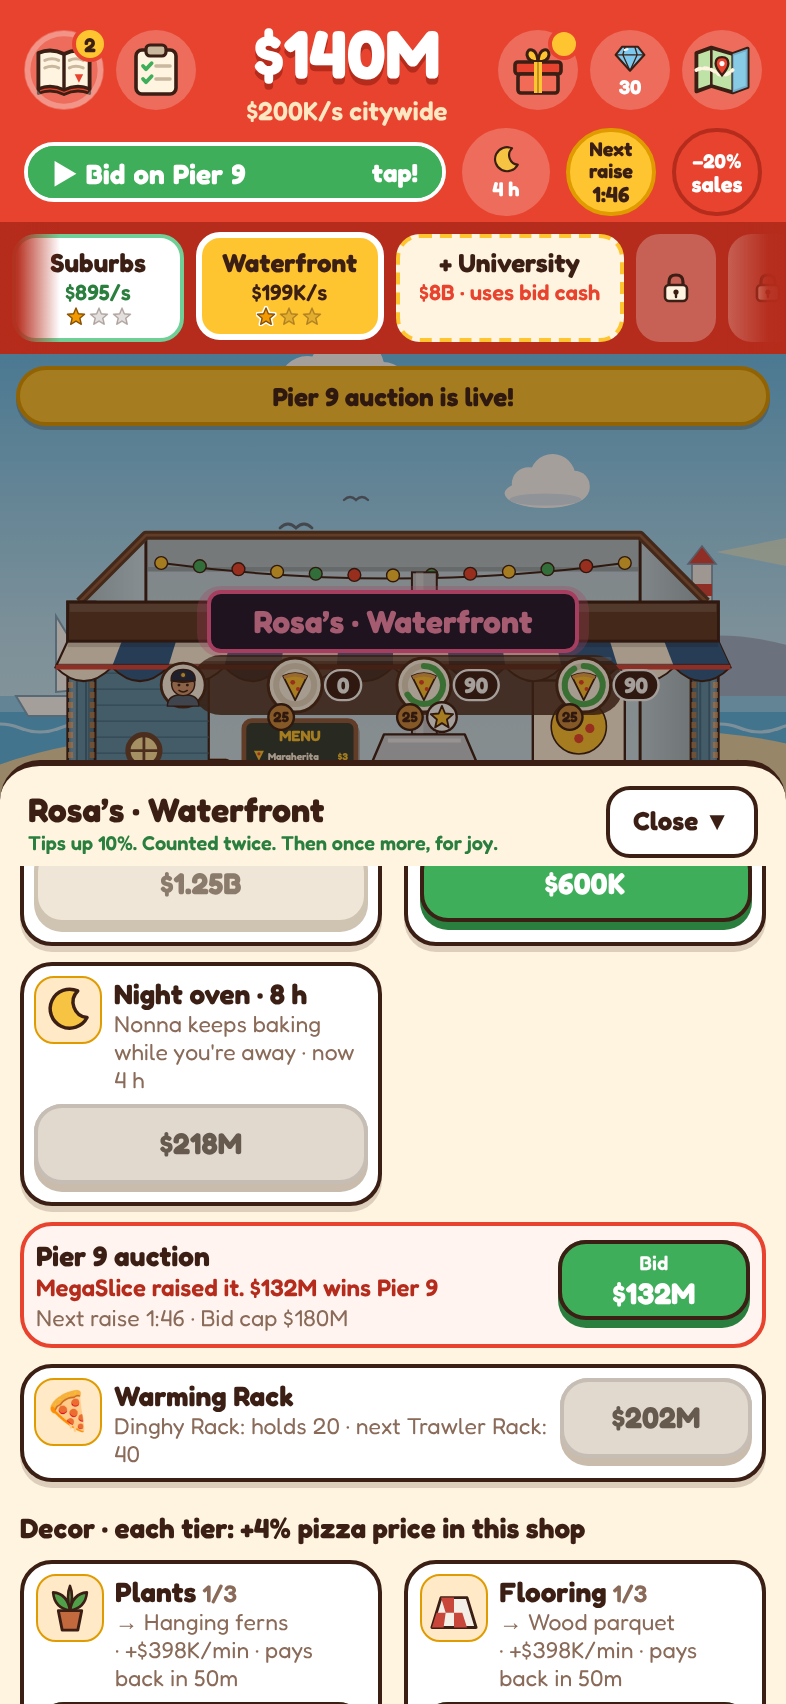 2
$140M
$200K/s citywide
30
▶ Bid on Pier 9 tap!
4 h
Next
raise
1:46
–20%
sales
Suburbs
$895/s
Waterfront
$199K/s
+ University
$8B · uses bid cash
Pier 9 auction is live!
Rosa’s · Waterfront
0
90
90
25
25
25
MENU
Margherita $3
Rosa’s · Waterfront
Tips up 10%. Counted twice. Then once more, for joy.
Close ▼
$1.25B
$600K
Night oven · 8 h
Nonna keeps baking
while you're away · now
4 h
$218M
Pier 9 auction
MegaSlice raised it. $132M wins Pier 9
Next raise 1:46 · Bid cap $180M
Bid
$132M
Warming Rack
Dinghy Rack: holds 20 · next Trawler Rack:
40
$202M
Decor · each tier: +4% pizza price in this shop
Plants 1/3
→ Hanging ferns
· +$398K/min · pays
back in 50m
Flooring 1/3
→ Wood parquet
· +$398K/min · pays
back in 50m